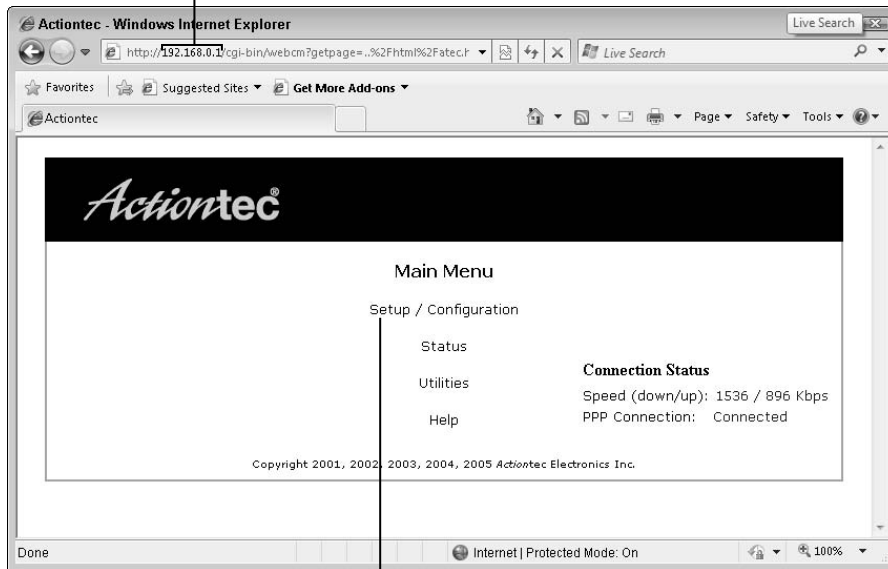 Actiontec - Windows Internet Explorer
Live Search
http://192.168.0.1/cgi-bin/webcm?getpage=..%2Fhtml%2Fatec.h
Live Search
Favorites
Suggested Sites
Get More Add-ons
Actiontec
Page
Safety
Tools
Actiontec®
Main Menu
Setup / Configuration
Status
Utilities
Help
Connection Status
Speed (down/up): 1536 / 896 Kbps
PPP Connection: Connected
Copyright 2001, 2002, 2003, 2004, 2005 Actiontec Electronics Inc.
Done
Internet | Protected Mode: On
100%